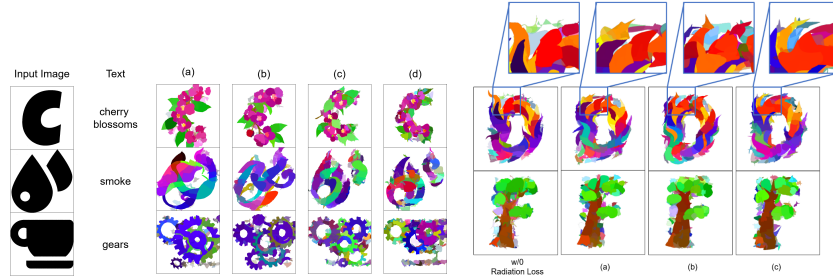 Input Image Text (a) (b) (c) (d)
cherry
blossoms
smoke
gears
w/0
Radiation Loss
(a) (b) (c)